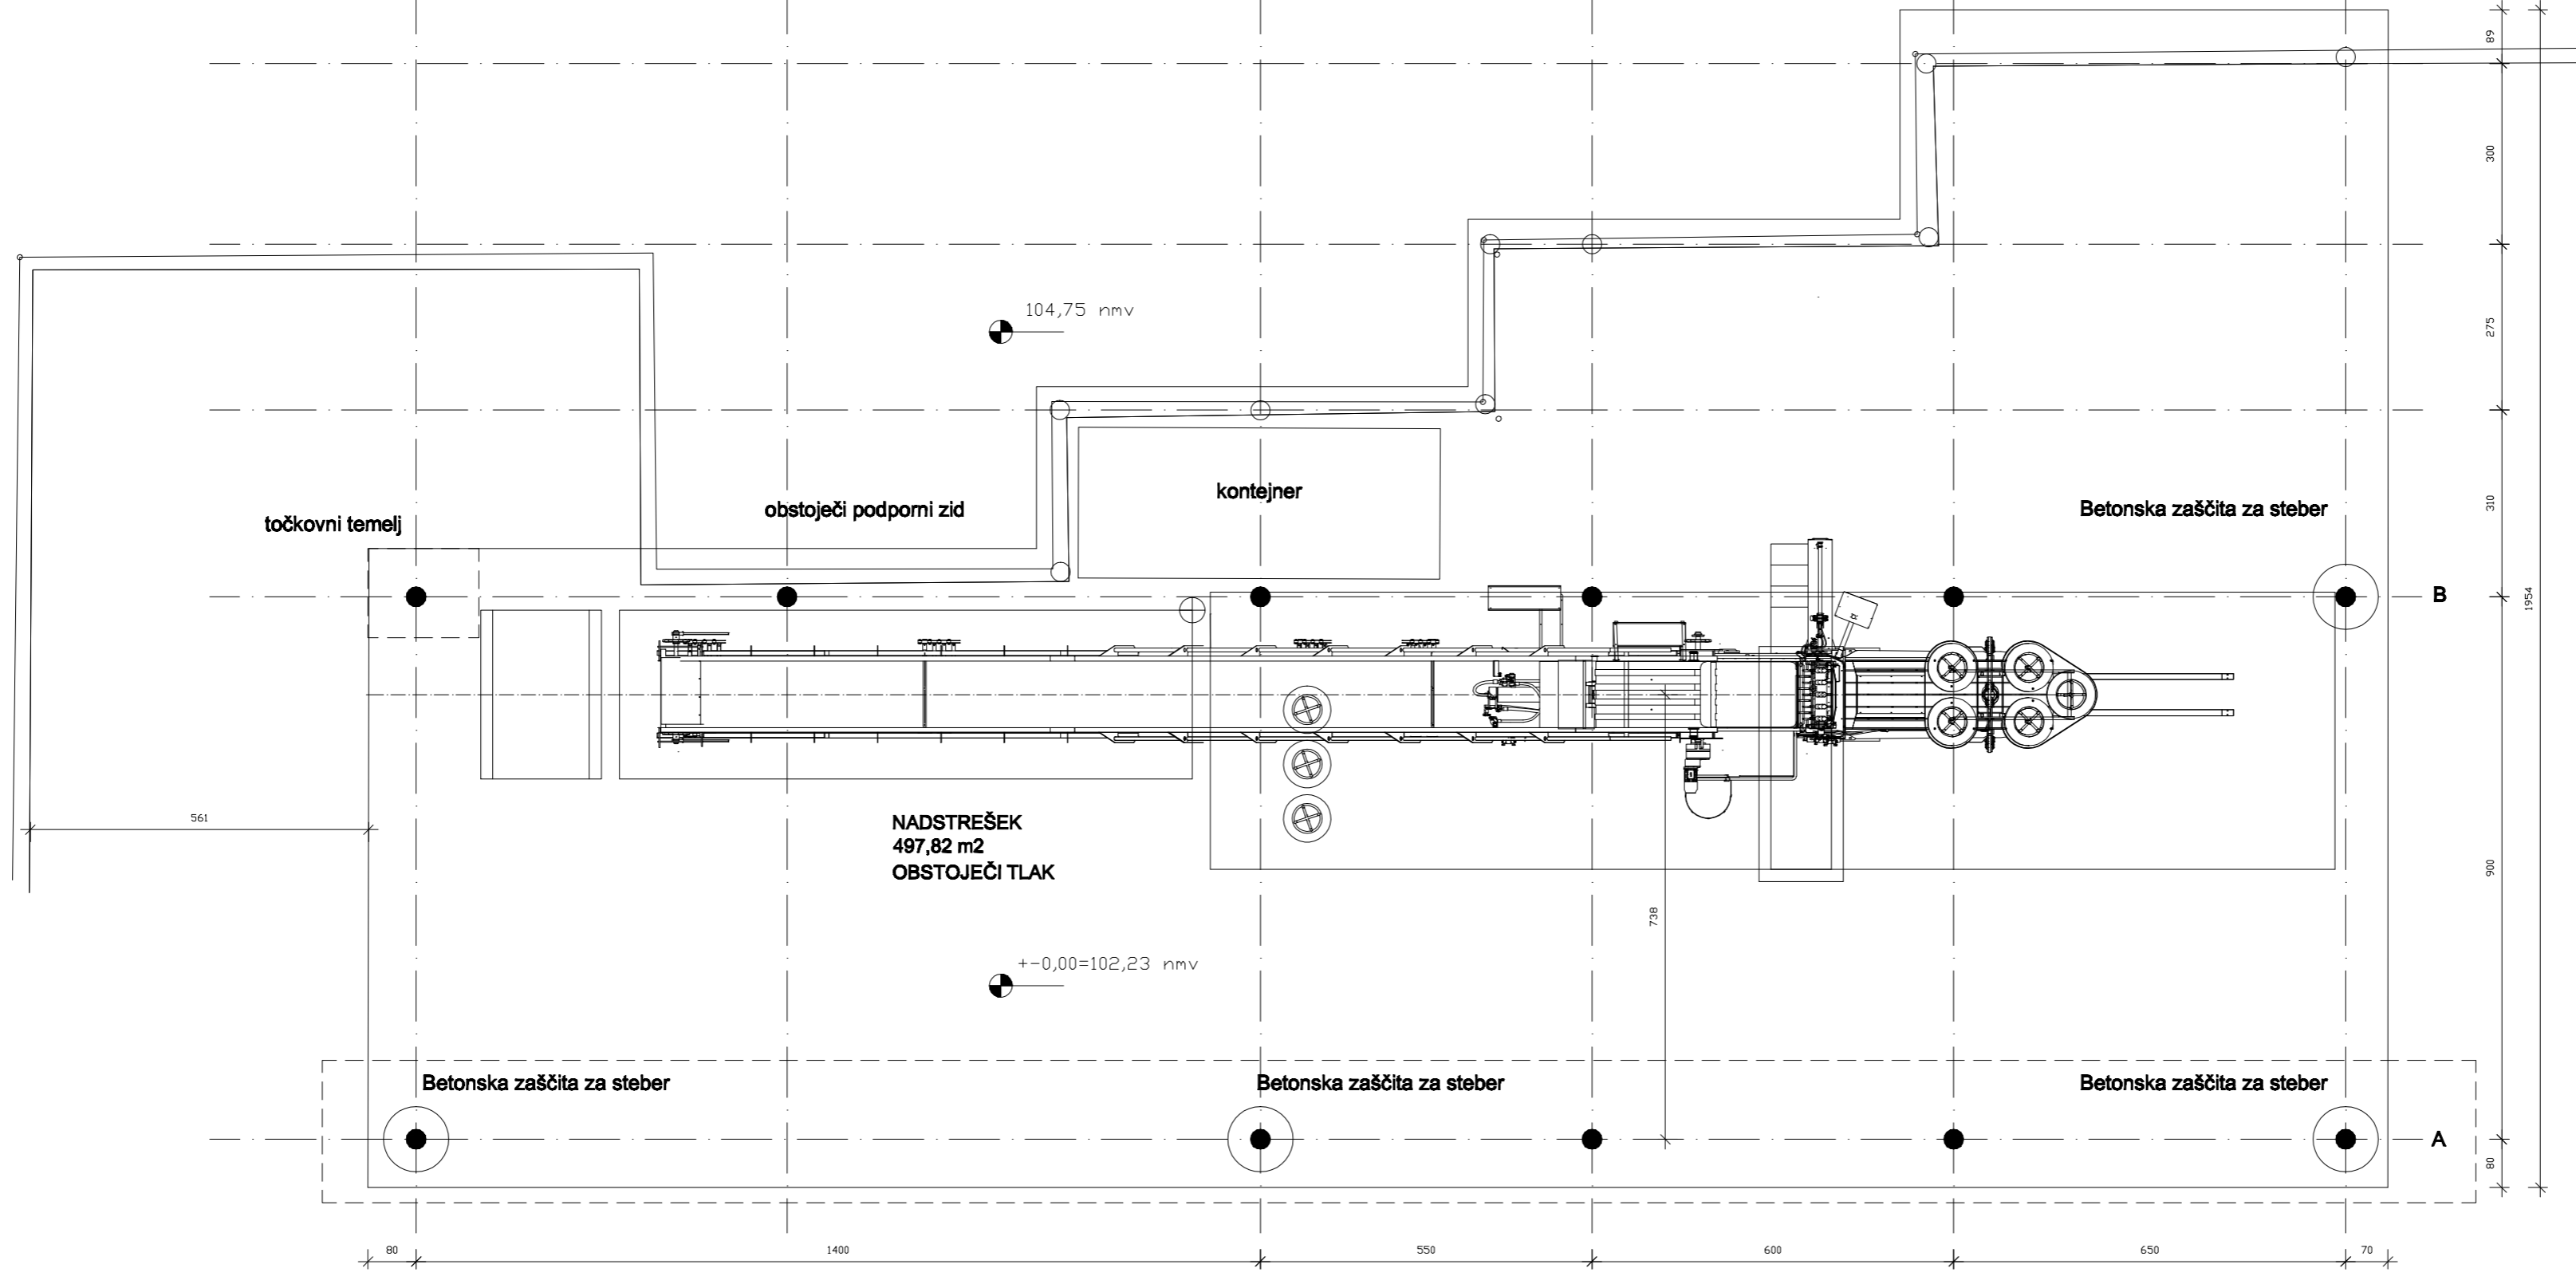 89
300
104,75 nmv
275
kontejner
Betonska zaščita za steber
obstoječi podporni zid
točkovni temelj
310
B
1954
561
NADSTREŠEK
497,82 m2
OBSTOJEČI TLAK
738
900
+-0,00=102,23 nmv
Betonska zaščita za steber
Betonska zaščita za steber
Betonska zaščita za steber
A
80
80
1400
550
600
650
70